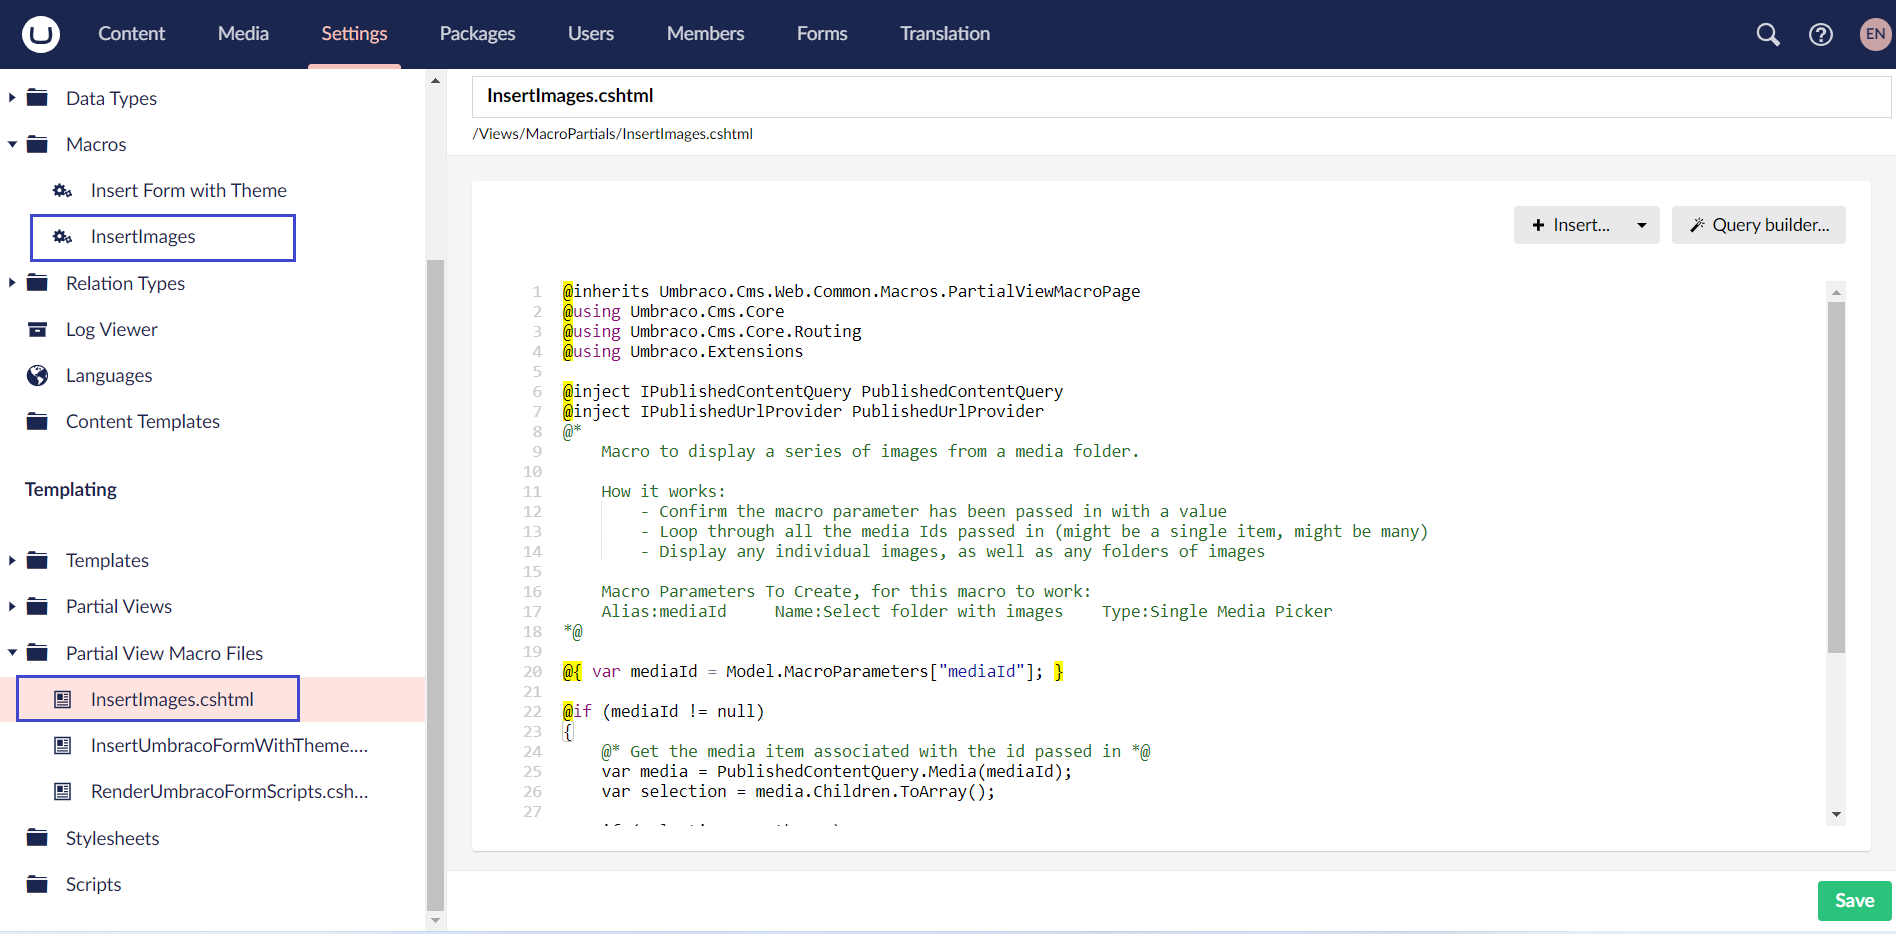 Content Media Settings Packages Users Members Forms Translation EN
Data Types
Macros
Insert Form with Theme
InsertImages
Relation Types
Log Viewer
Languages
Content Templates
Templating
Templates
Partial Views
Partial View Macro Files
InsertImages.cshtml
InsertUmbracoFormWithTheme....
RenderUmbracoFormScripts.csh...
Stylesheets
Scripts
InsertImages.cshtml
/Views/MacroPartials/InsertImages.cshtml
Insert... Query builder...
1 @inherits Umbraco.Cms.Web.Common.Macros.PartialViewMacroPage
2 @using Umbraco.Cms.Core
3 @using Umbraco.Cms.Core.Routing
4 @using Umbraco.Extensions
5
6 @inject IPublishedContentQuery PublishedContentQuery
7 @inject IPublishedUrlProvider PublishedUrlProvider
8 @*
9 Macro to display a series of images from a media folder.
10
11 How it works:
12 - Confirm the macro parameter has been passed in with a value
13 - Loop through all the media Ids passed in (might be a single item, might be many)
14 - Display any individual images, as well as any folders of images
15
16 Macro Parameters To Create, for this macro to work:
17 Alias:mediaId Name:Select folder with images Type:Single Media Picker
18 *@
19
20 @{ var mediaId = Model.MacroParameters["mediaId"]; }
21
22 @if (mediaId != null)
23 {
24 @* Get the media item associated with the id passed in *@
25 var media = PublishedContentQuery.Media(mediaId);
26 var selection = media.Children.ToArray();
27
Save